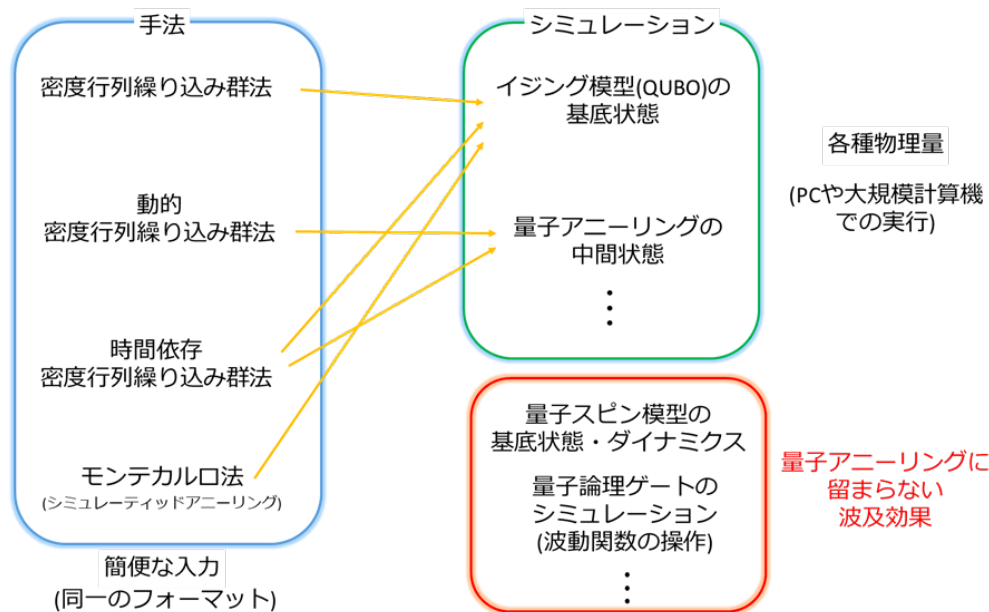 手法
密度行列繰り込み群法
動的
密度行列繰り込み群法
時間依存
密度行列繰り込み群法
モンテカルロ法
(シミュレーティッドアニーリング)
簡便な入力
(同一のフォーマット)
シミュレーション
イジング模型(QUBO)の
基底状態
量子アニーリングの
中間状態
⋮
各種物理量
(PCや大規模計算機
での実行)
量子スピン模型の
基底状態・ダイナミクス
量子論理ゲートの
シミュレーション
(波動関数の操作)
⋮
量子アニーリングに
留まらない
波及効果